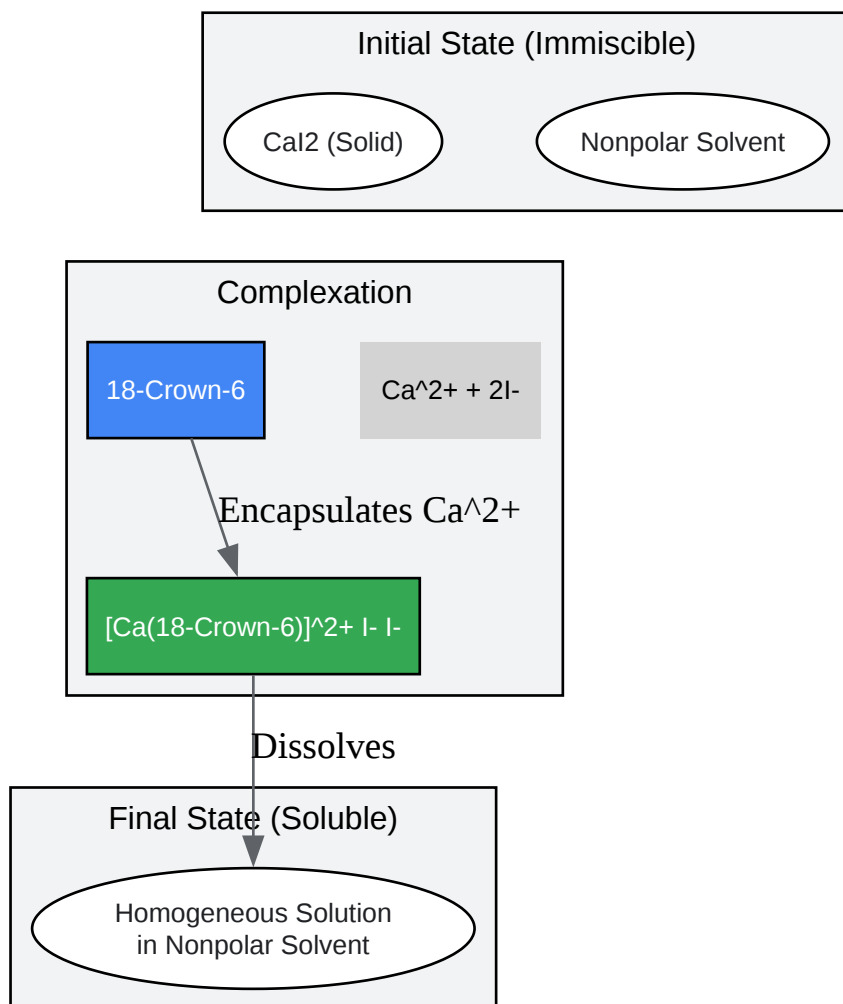 Initial State (Immiscible)
CaI2 (Solid)
Nonpolar Solvent
Complexation
18-Crown-6
Ca^2+ + 2I-
Encapsulates Ca^2+
[Ca(18-Crown-6)]^2+ I- I-
Dissolves
Final State (Soluble)
Homogeneous Solution
in Nonpolar Solvent